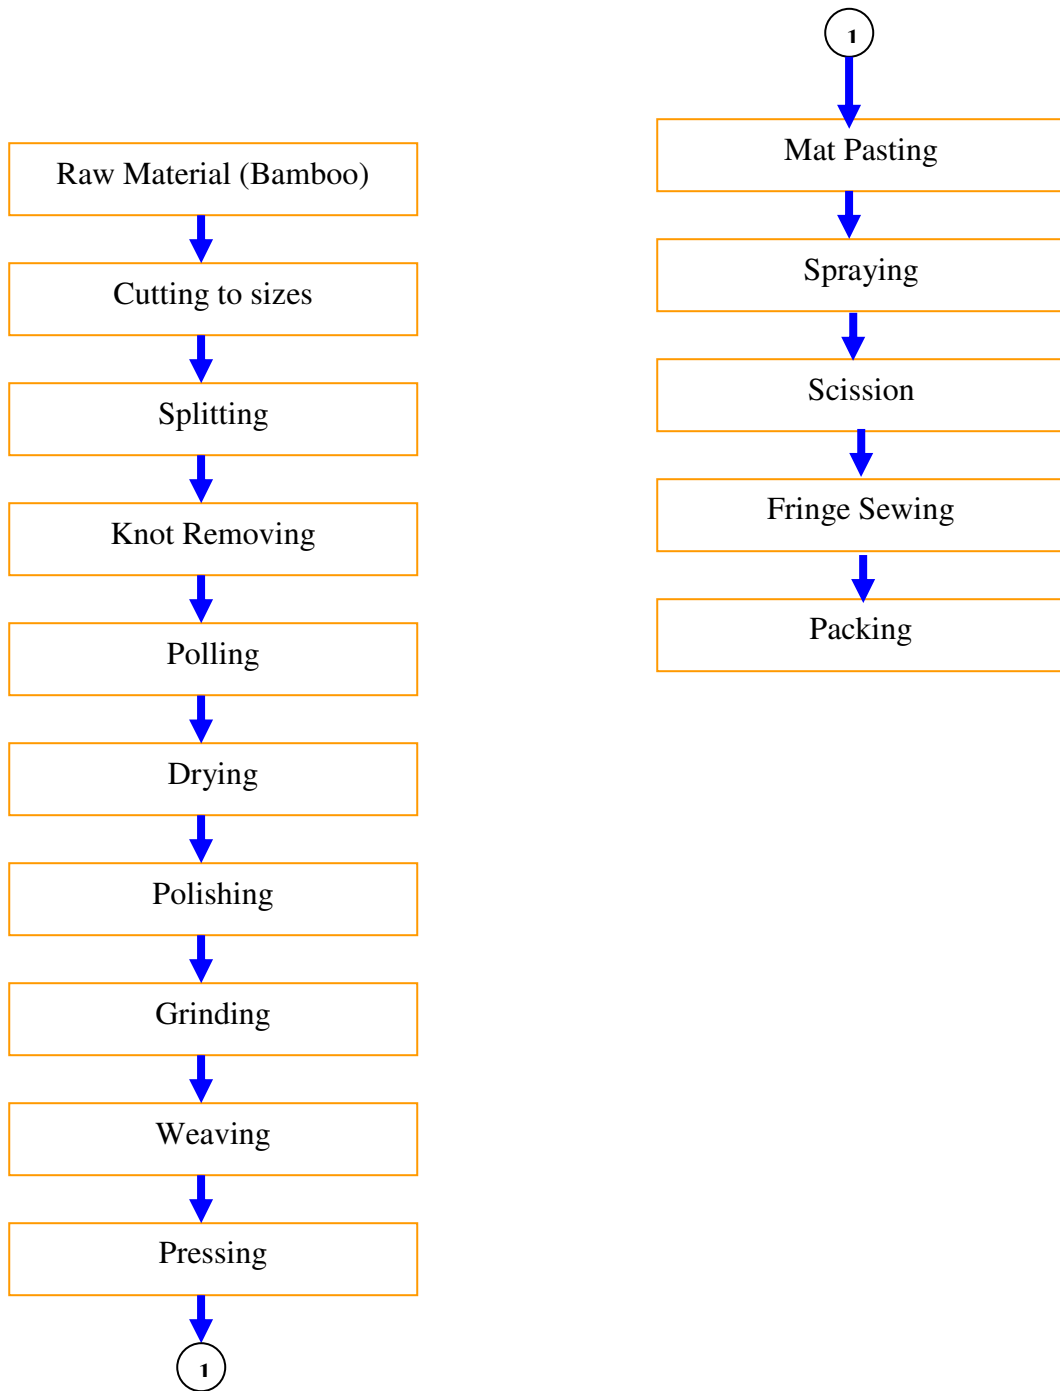 Raw Material (Bamboo)
Cutting to sizes
Splitting
Knot Removing
Polling
Drying
Polishing
Grinding
Weaving
Pressing
1
1
Mat Pasting
Spraying
Scission
Fringe Sewing
Packing